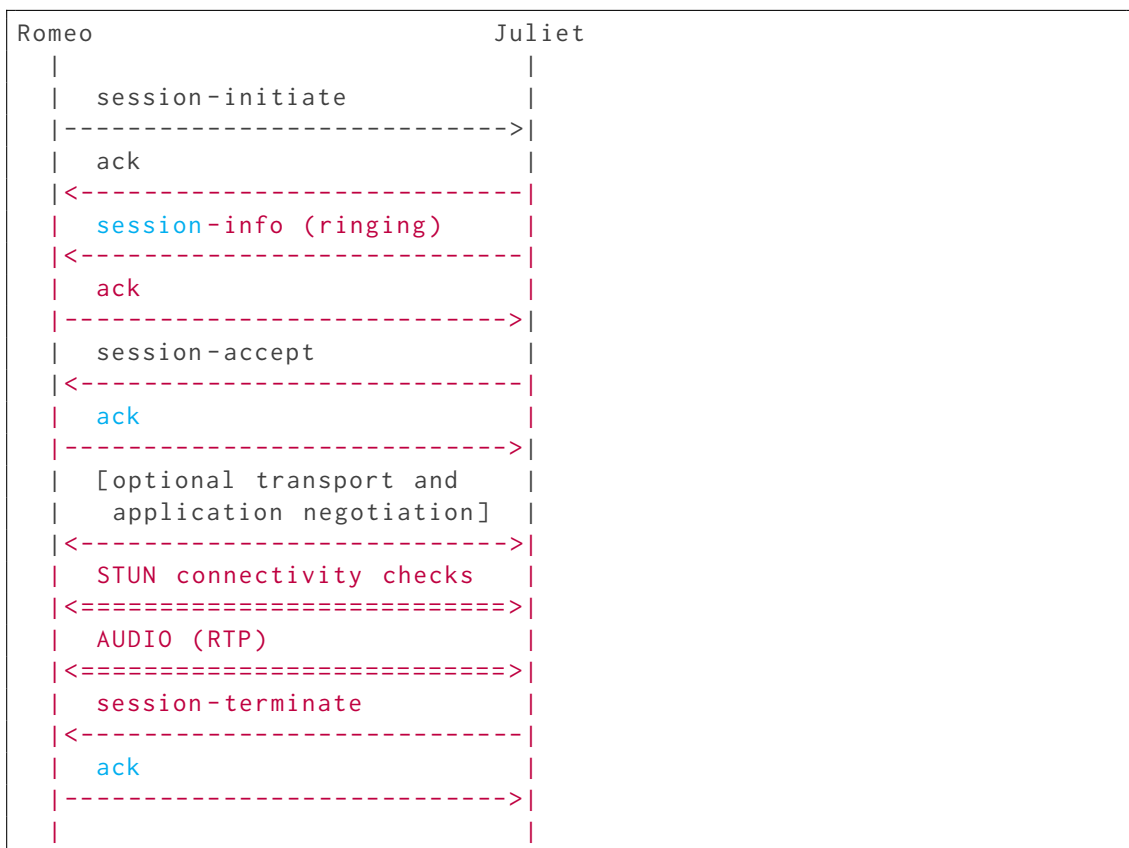 Romeo                         Juliet
  |                             |
  |  session-initiate           |
  |---------------------------->|
  |  ack                        |
  |<----------------------------|
  |  session-info (ringing)     |
  |<----------------------------|
  |  ack                        |
  |---------------------------->|
  |  session-accept             |
  |<----------------------------|
  |  ack                        |
  |---------------------------->|
  |  [optional transport and    |
  |   application negotiation]  |
  |<--------------------------->|
  |  STUN connectivity checks   |
  |<===========================>|
  |  AUDIO (RTP)                |
  |<===========================>|
  |  session-terminate          |
  |<----------------------------|
  |  ack                        |
  |---------------------------->|
  |                             |